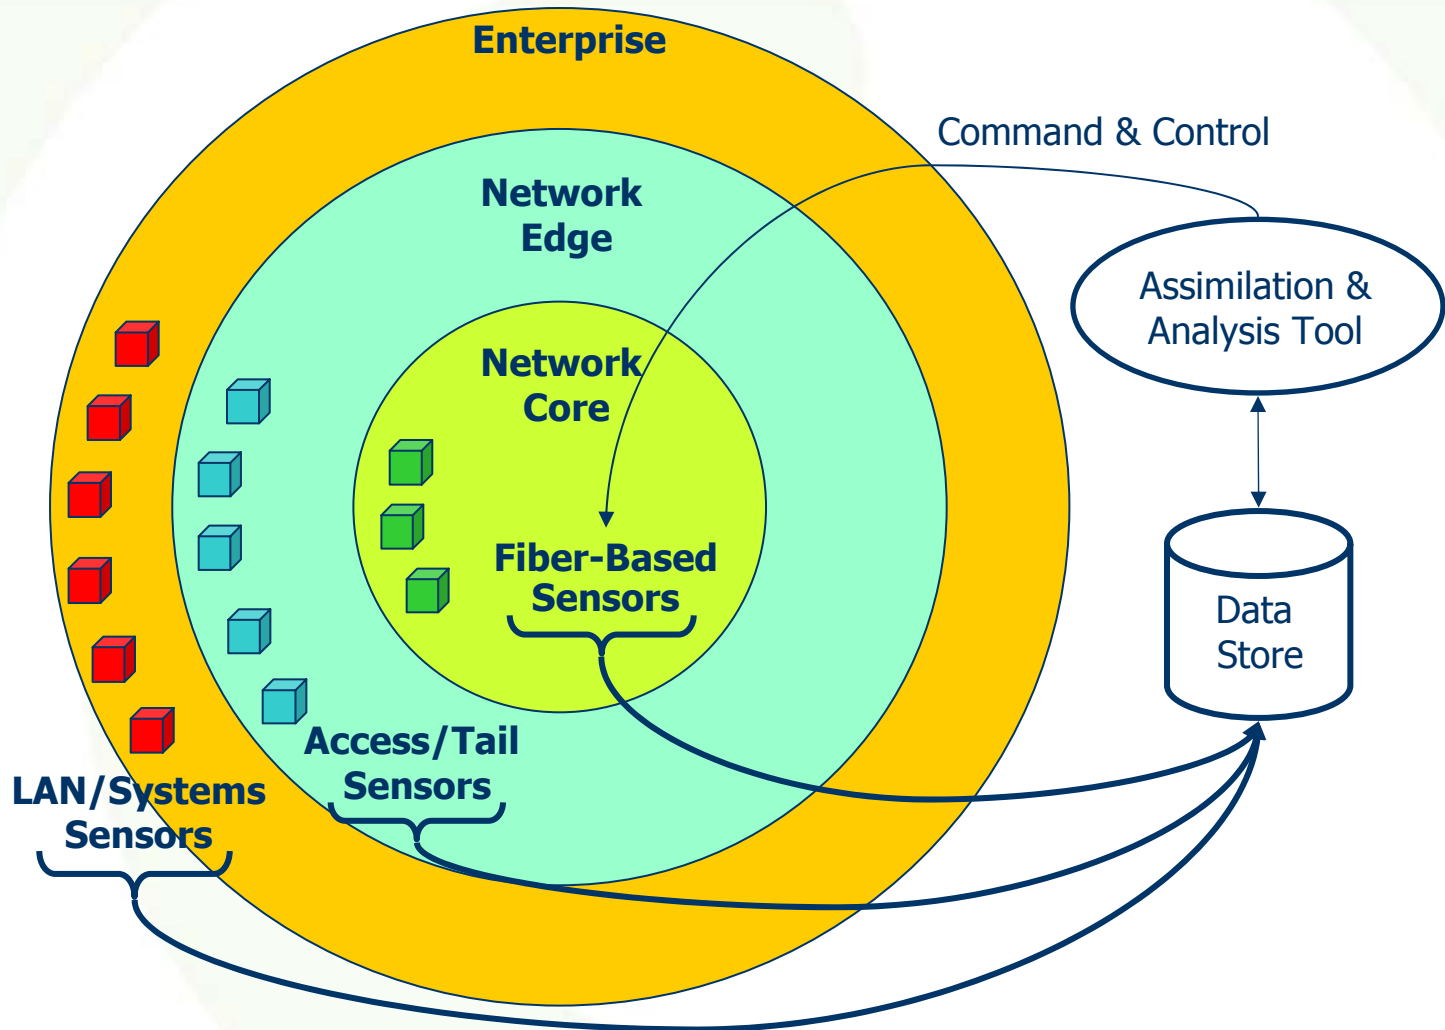 Enterprise
Command & Control
Network
Edge
Assimilation &
Analysis Tool
Network
Core
Fiber-Based
Sensors
Data
Store
Access/Tail
Sensors
LAN/Systems
Sensors